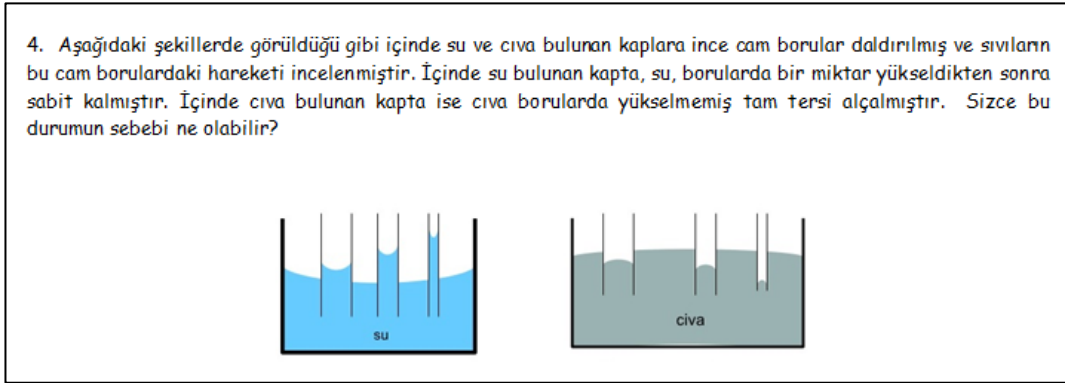 4. Aşağıdaki şekillerde görüldüğü gibi içinde su ve cıva bulunan kaplara ince cam borular daldırılmış ve sıvıların
bu cam borulardaki hareketi incelenmiştir. İçinde su bulunan kapta, su, borularda bir miktar yükseldikten sonra
sabit kalmıştır. İçinde cıva bulunan kapta ise cıva borularda yükselmemiş tam tersi alçalmıştır. Sizce bu
durumun sebebi ne olabilir?
su
civa